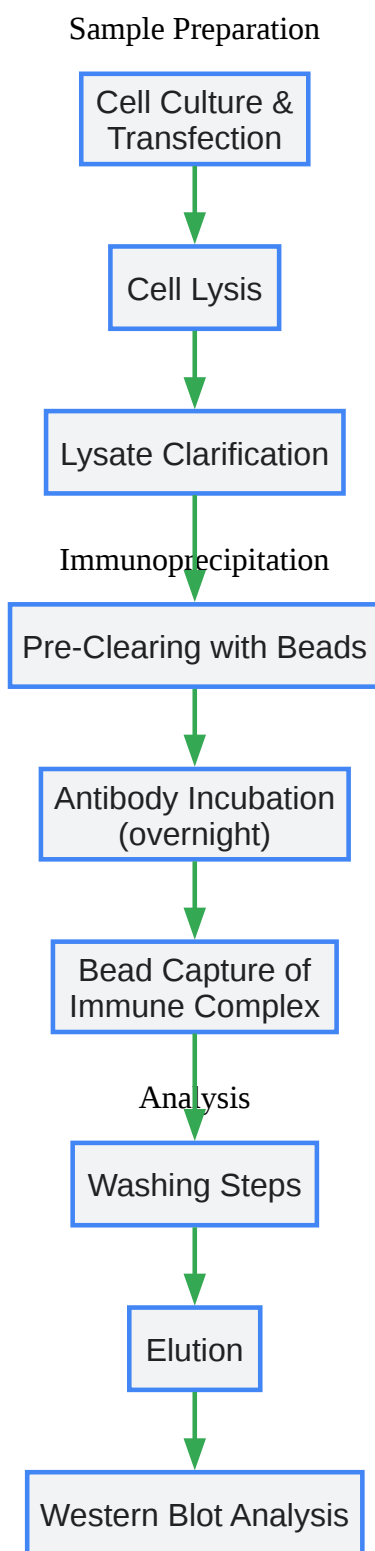 Sample Preparation
Cell Culture &
Transfection
Cell Lysis
Lysate Clarification
Immunoprecipitation
Pre-Clearing with Beads
Antibody Incubation
(overnight)
Bead Capture of
Immune Complex
Analysis
Washing Steps
Elution
Western Blot Analysis